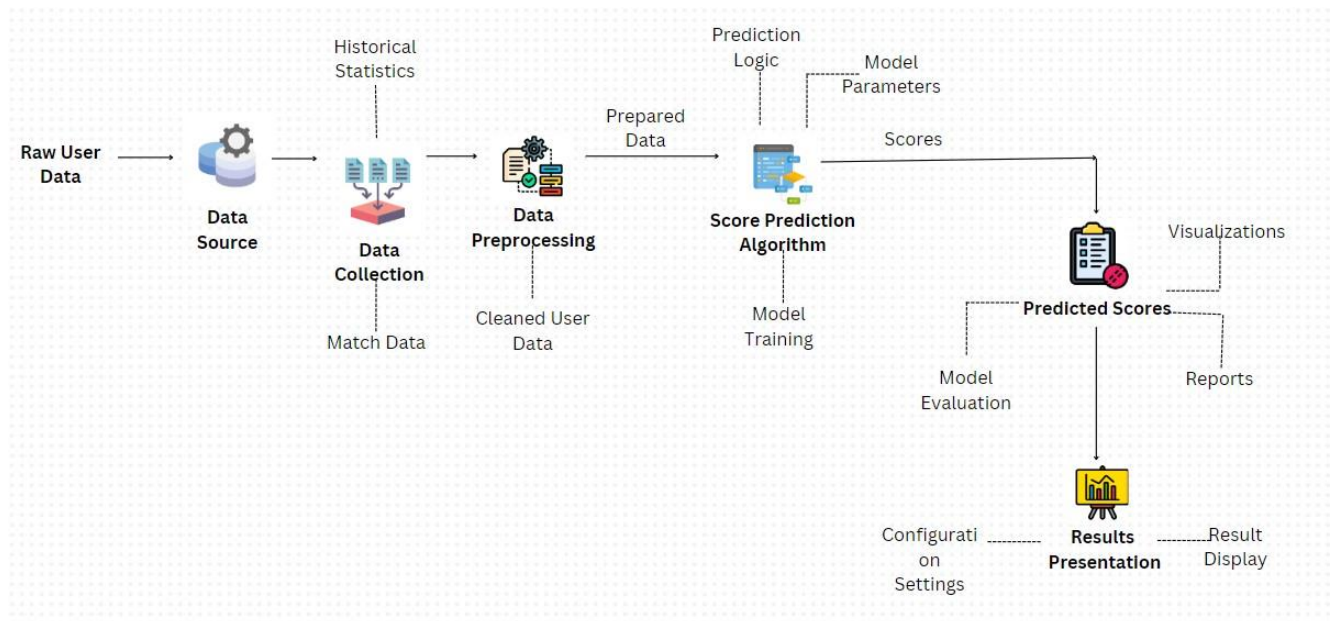 Historical
Statistics
Prediction
Logic
Model
Parameters
Prepared
Data
Scores
Raw User
Data
Data
Source
Data
Collection
Data
Preprocessing
Score Prediction
Algorithm
Visualizations
Predicted Scores
Match Data
Cleaned User
Data
Model
Training
Model
Evaluation
Reports
Configurati
on
Settings
Results
Presentation
Result
Display